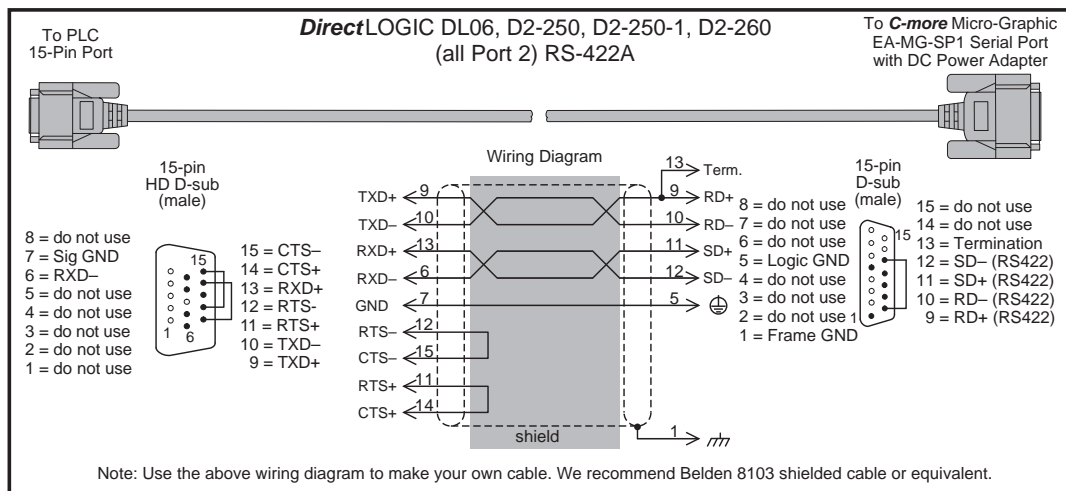 DirectLOGIC DL06, D2-250, D2-250-1, D2-260
(all Port 2) RS-422A
To PLC
15-Pin Port
To C-more Micro-Graphic
EA-MG-SP1 Serial Port
with DC Power Adapter
15-pin
HD D-sub
(male)
8 = do not use
7 = Sig GND
6 = RXD–
5 = do not use
4 = do not use
3 = do not use
2 = do not use
1 = do not use
15
1
6
15 = CTS–
14 = CTS+
13 = RXD+
12 = RTS-
11 = RTS+
10 = TXD–
9 = TXD+
Wiring Diagram
13 Term.
TXD+ 9 9 RD+
TXD– 10 10 RD–
RXD+ 13 11 SD+
RXD– 6 12 SD–
GND 7 5
RTS– 12
CTS– 15
RTS+ 11
CTS+ 14
shield
1
15-pin
D-sub
(male)
8 = do not use
7 = do not use
6 = do not use
5 = Logic GND
4 = do not use
3 = do not use
2 = do not use
1 = Frame GND
15
1
15 = do not use
14 = do not use
13 = Termination
12 = SD– (RS422)
11 = SD+ (RS422)
10 = RD– (RS422)
9 = RD+ (RS422)
Note: Use the above wiring diagram to make your own cable. We recommend Belden 8103 shielded cable or equivalent.